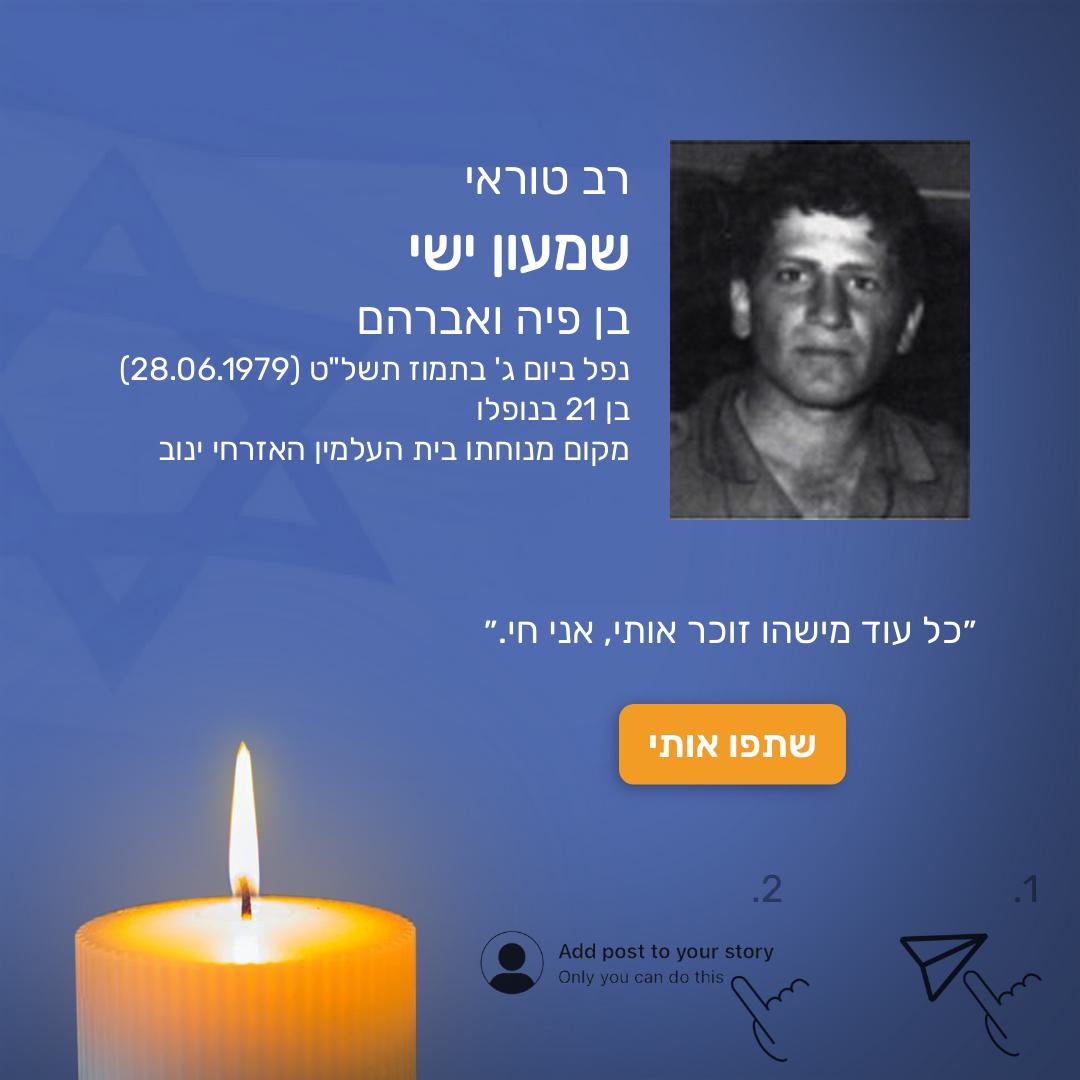 רב טוראי
שמעון ישי
בן פיה ואברהם
נפל ביום ג' בתמוז תשל"ט (28.06.1979)
בן 21 בנופלו
מקום מנוחתו בית העלמין האזרחי ינוב
״כל עוד מישהו זוכר אותי, אני חי.״
שתפו אותי
1.
2.
Add post to your story
Only you can do this